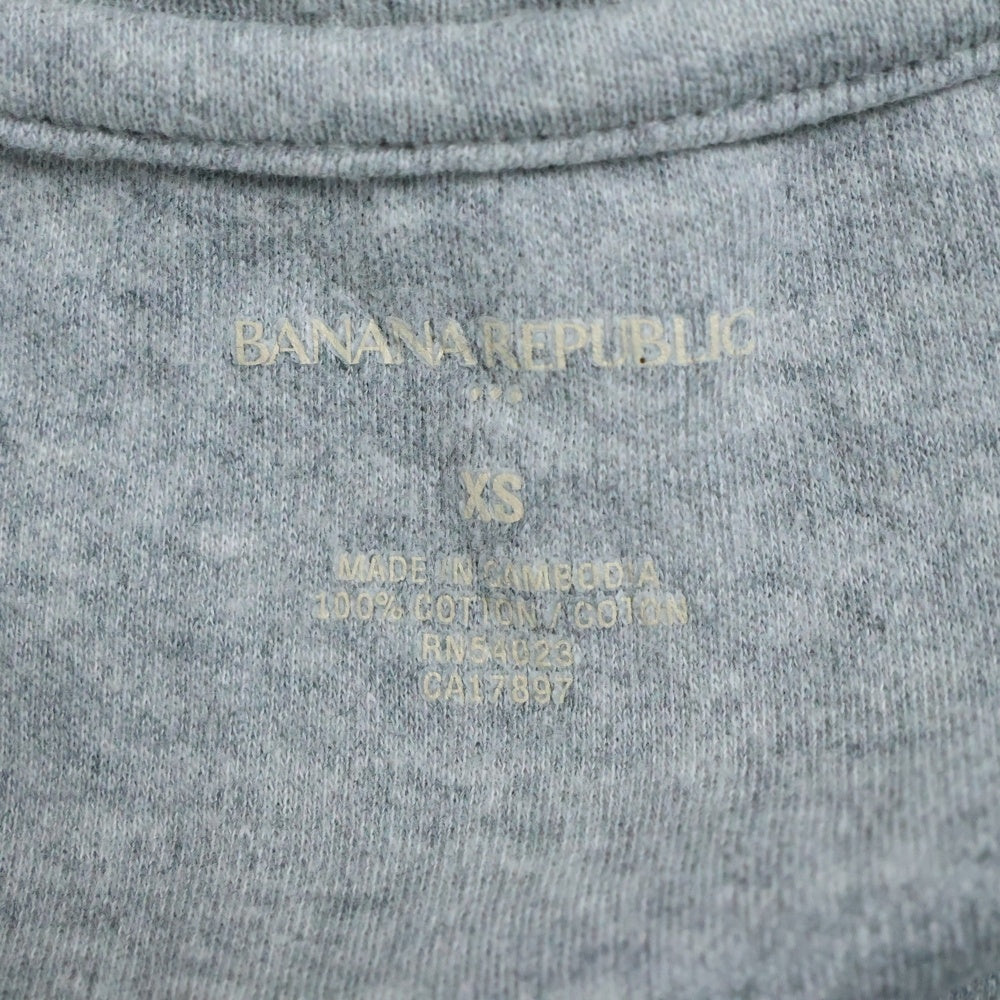 BANANA REPUBLIC
XS
MADE IN CAMBODIA
100% COTTON / COTON
RN54023
CA17897